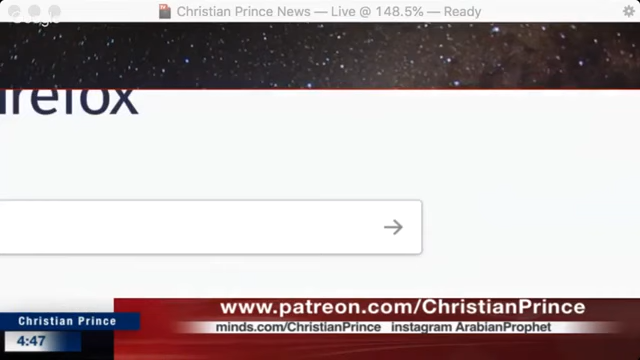 Christian Prince News — Live @ 148.5% — Ready
irefox
www.patreon.com/ChristianPrince
minds.com/ChristianPrince instagram ArabianProphet
Christian Prince
4:47